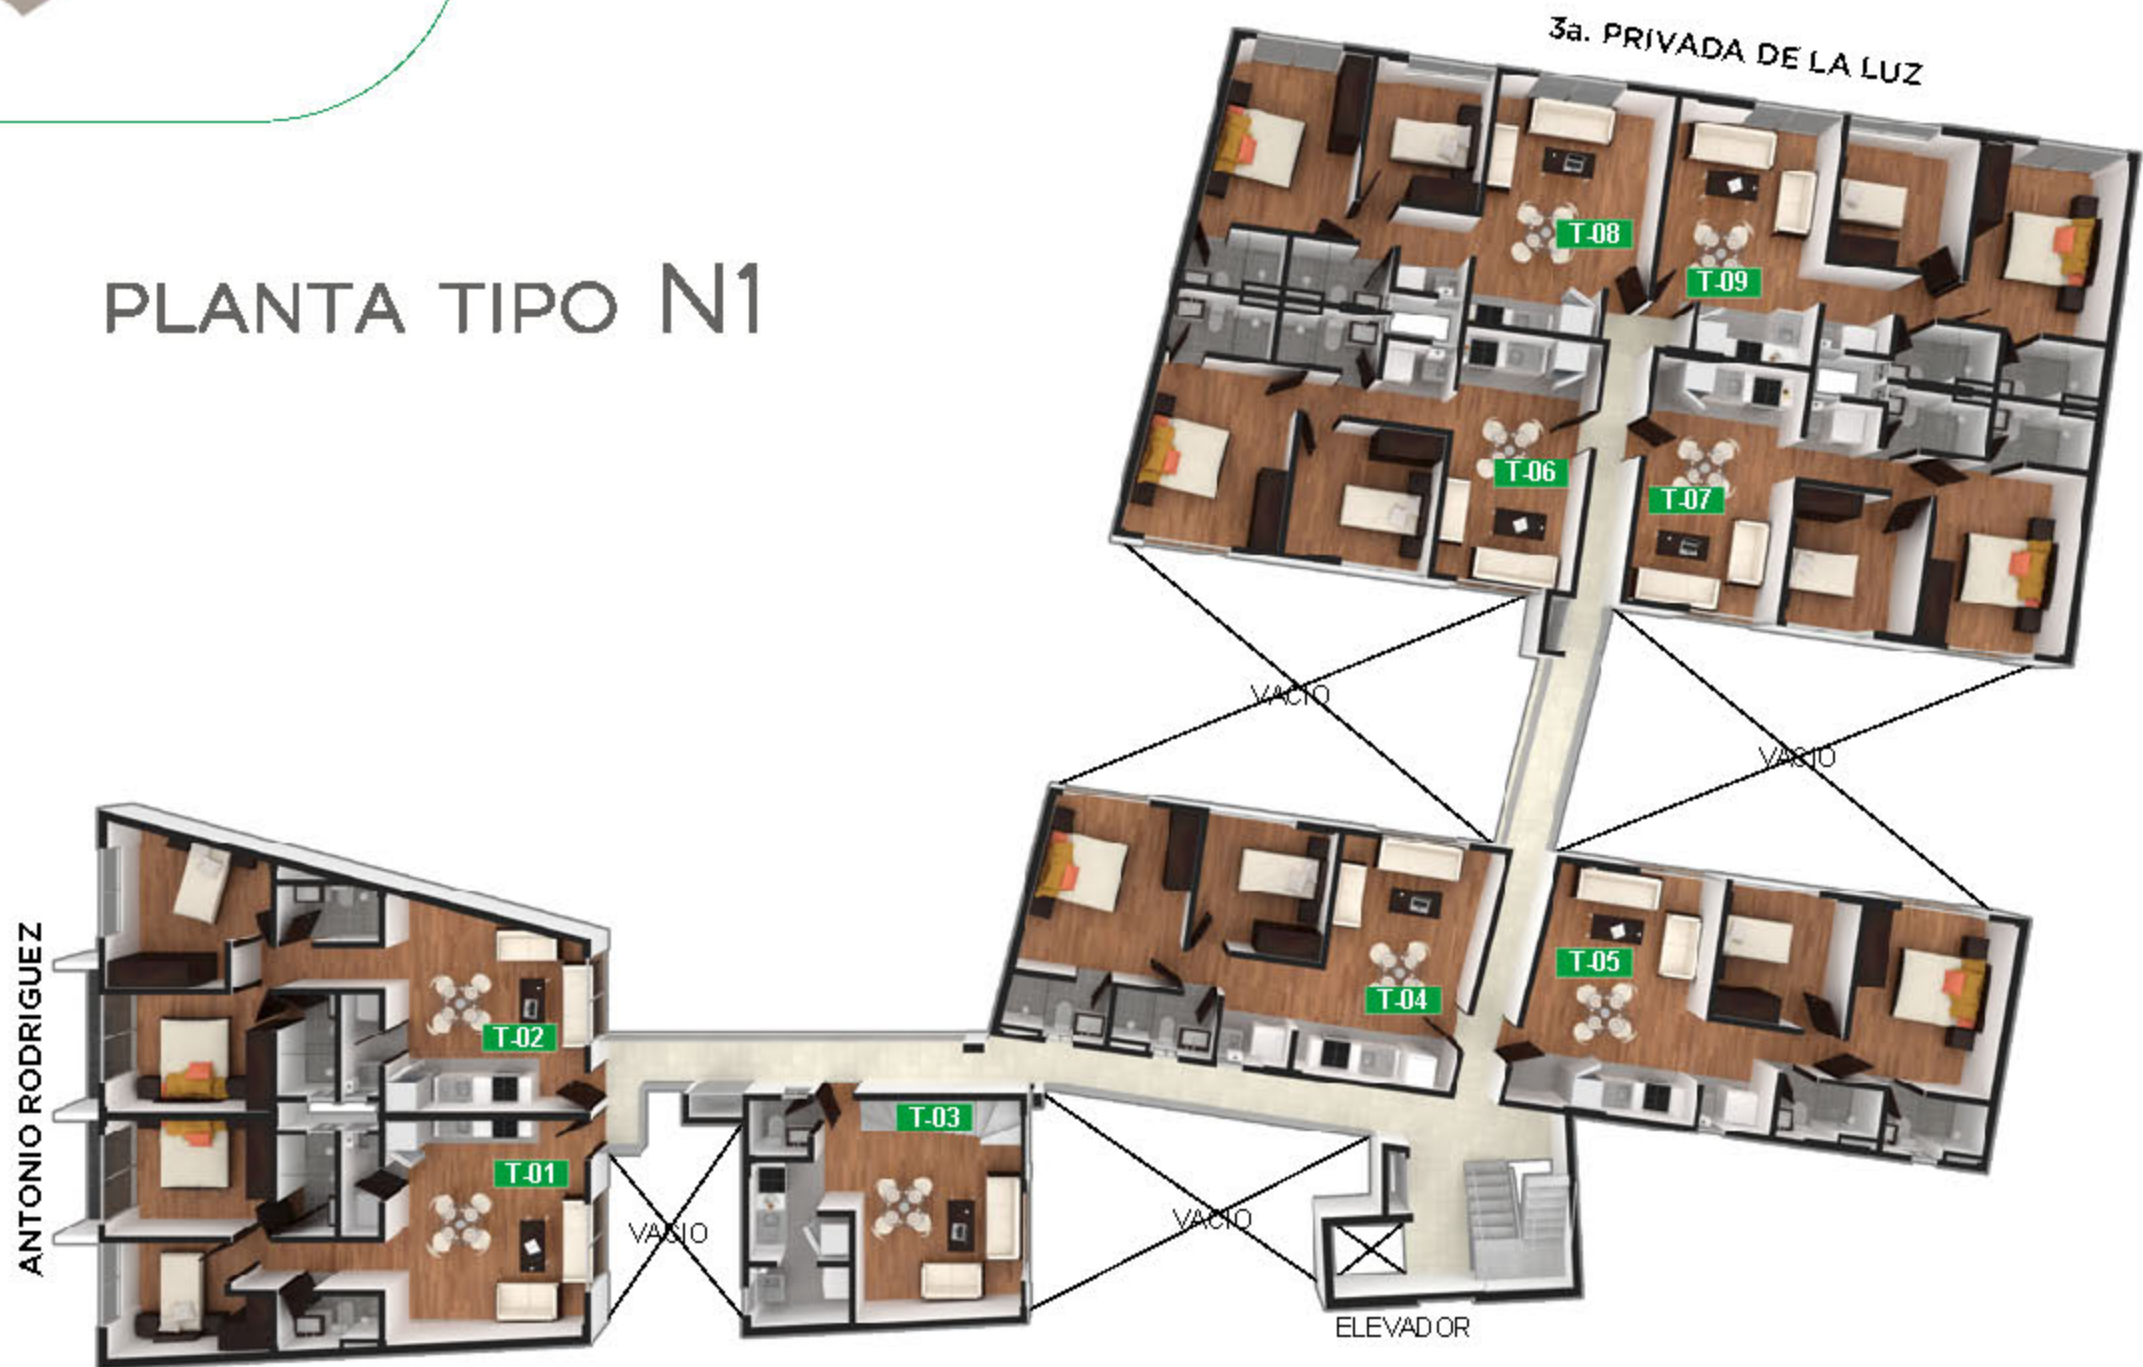 3a. PRIVADA DE LA LUZ
PLANTA TIPO N1
T-08
T-09
T-06
T-07
VACIO
VACIO
ANTONIO RODRIGUEZ
T-02
T-01
T-03
T-04
T-05
VACIO
VACIO
ELEVADOR